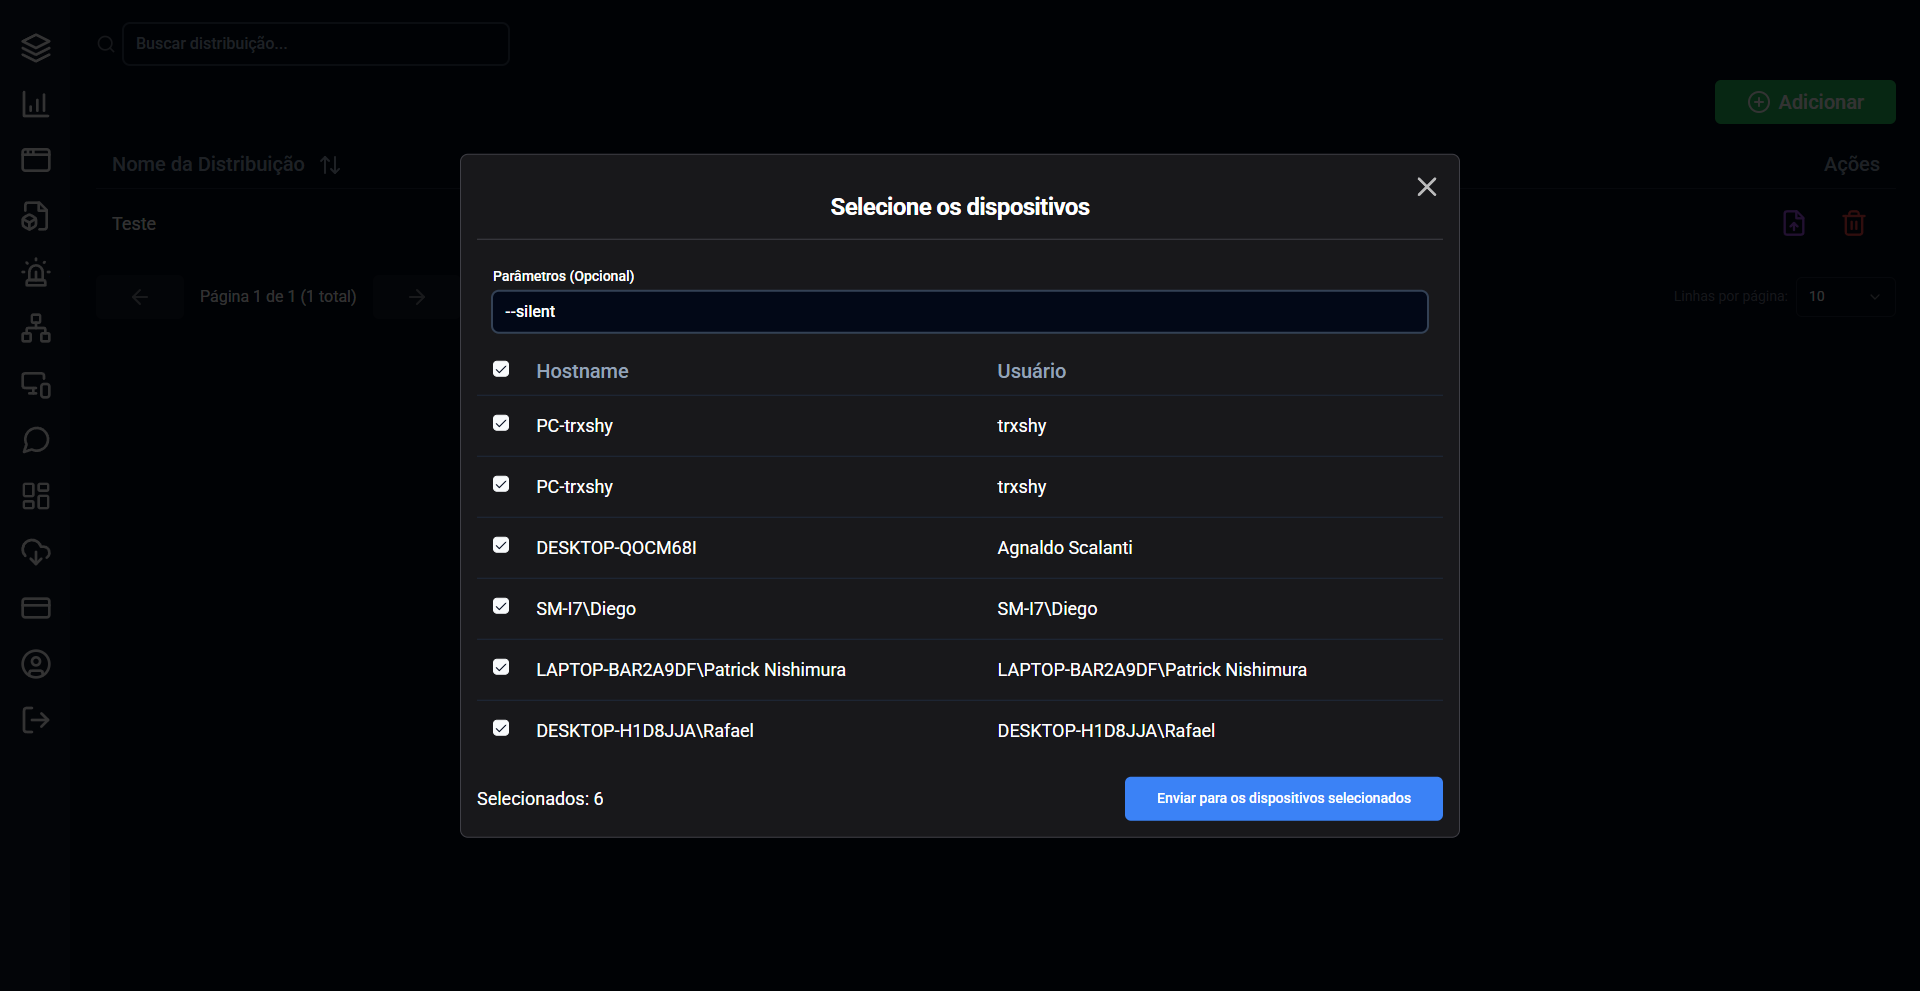 Buscar distribuição...
Adicionar
Nome da Distribuição
Ações
Teste
Página 1 de 1 (1 total)
Linhas por página:
10
Selecione os dispositivos
Parâmetros (Opcional)
--silent
Hostname Usuário
PC-trxshy trxshy
PC-trxshy trxshy
DESKTOP-QOCM68I Agnaldo Scalanti
SM-I7\Diego SM-I7\Diego
LAPTOP-BAR2A9DF\Patrick Nishimura LAPTOP-BAR2A9DF\Patrick Nishimura
DESKTOP-H1D8JJA\Rafael DESKTOP-H1D8JJA\Rafael
Selecionados: 6
Enviar para os dispositivos selecionados